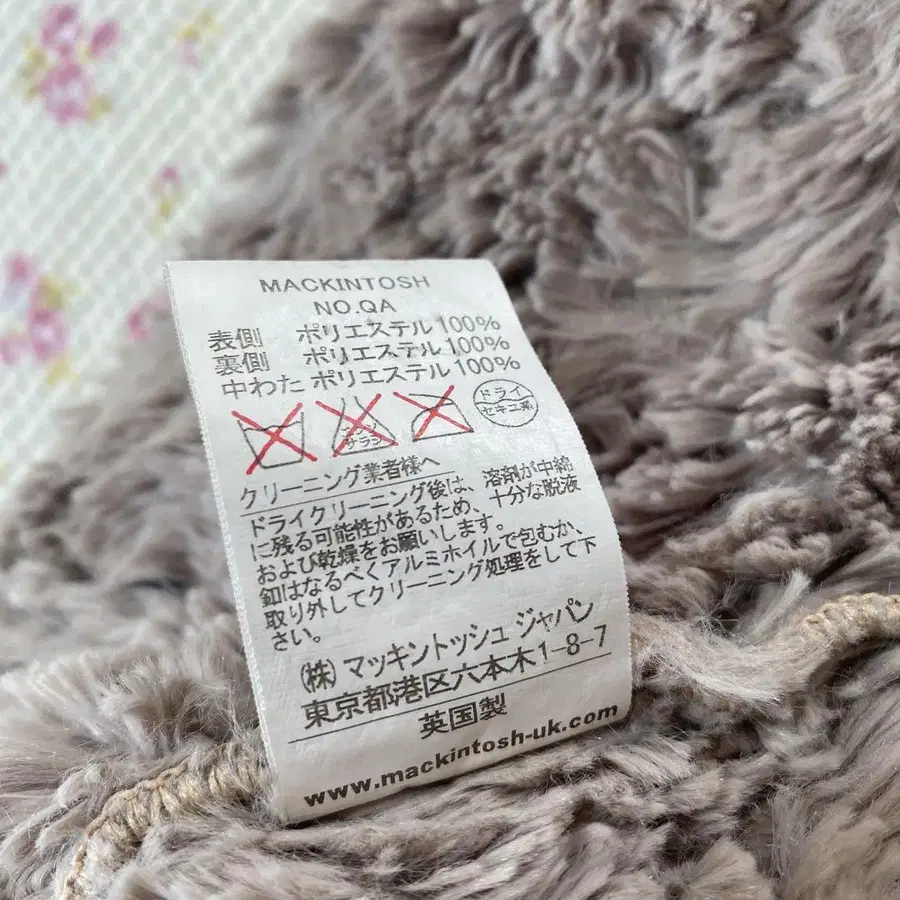 MACKINTOSH
NO.QA
表側 ポリエステル100%
裏側 ポリエステル100%
中わた ポリエステル100%
エンソ サラシ
ドライ
セキユ系
クリーニング業者様へ
ドライクリーニング後は、溶剤が中綿
に残る可能性があるため、十分な脱液
および乾燥をお願いします。
釦はなるべくアルミホイルで包むか、
取り外してクリーニング処理をして下
さい。
㈱マッキントッシュ ジャパン
東京都港区六本木1-8-7
英国製
www.mackintosh-uk.com